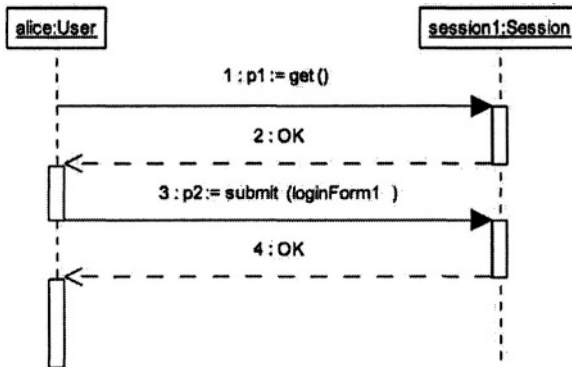 alice:User
session1:Session
1 : p1:= get ()
2 : OK
3 : p2:= submit (loginForm1 )
4 : OK